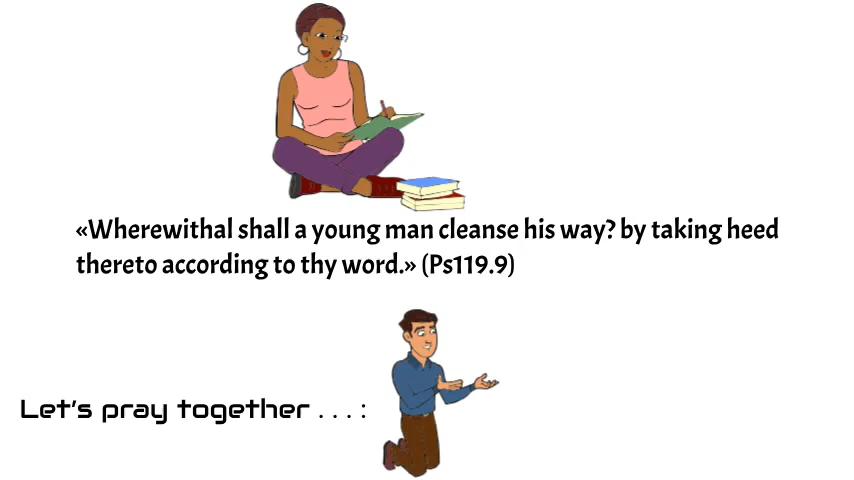 «Wherewithal shall a young man cleanse his way? by taking heed
thereto according to thy word.» (Ps119.9)
Let's pray together . . . :